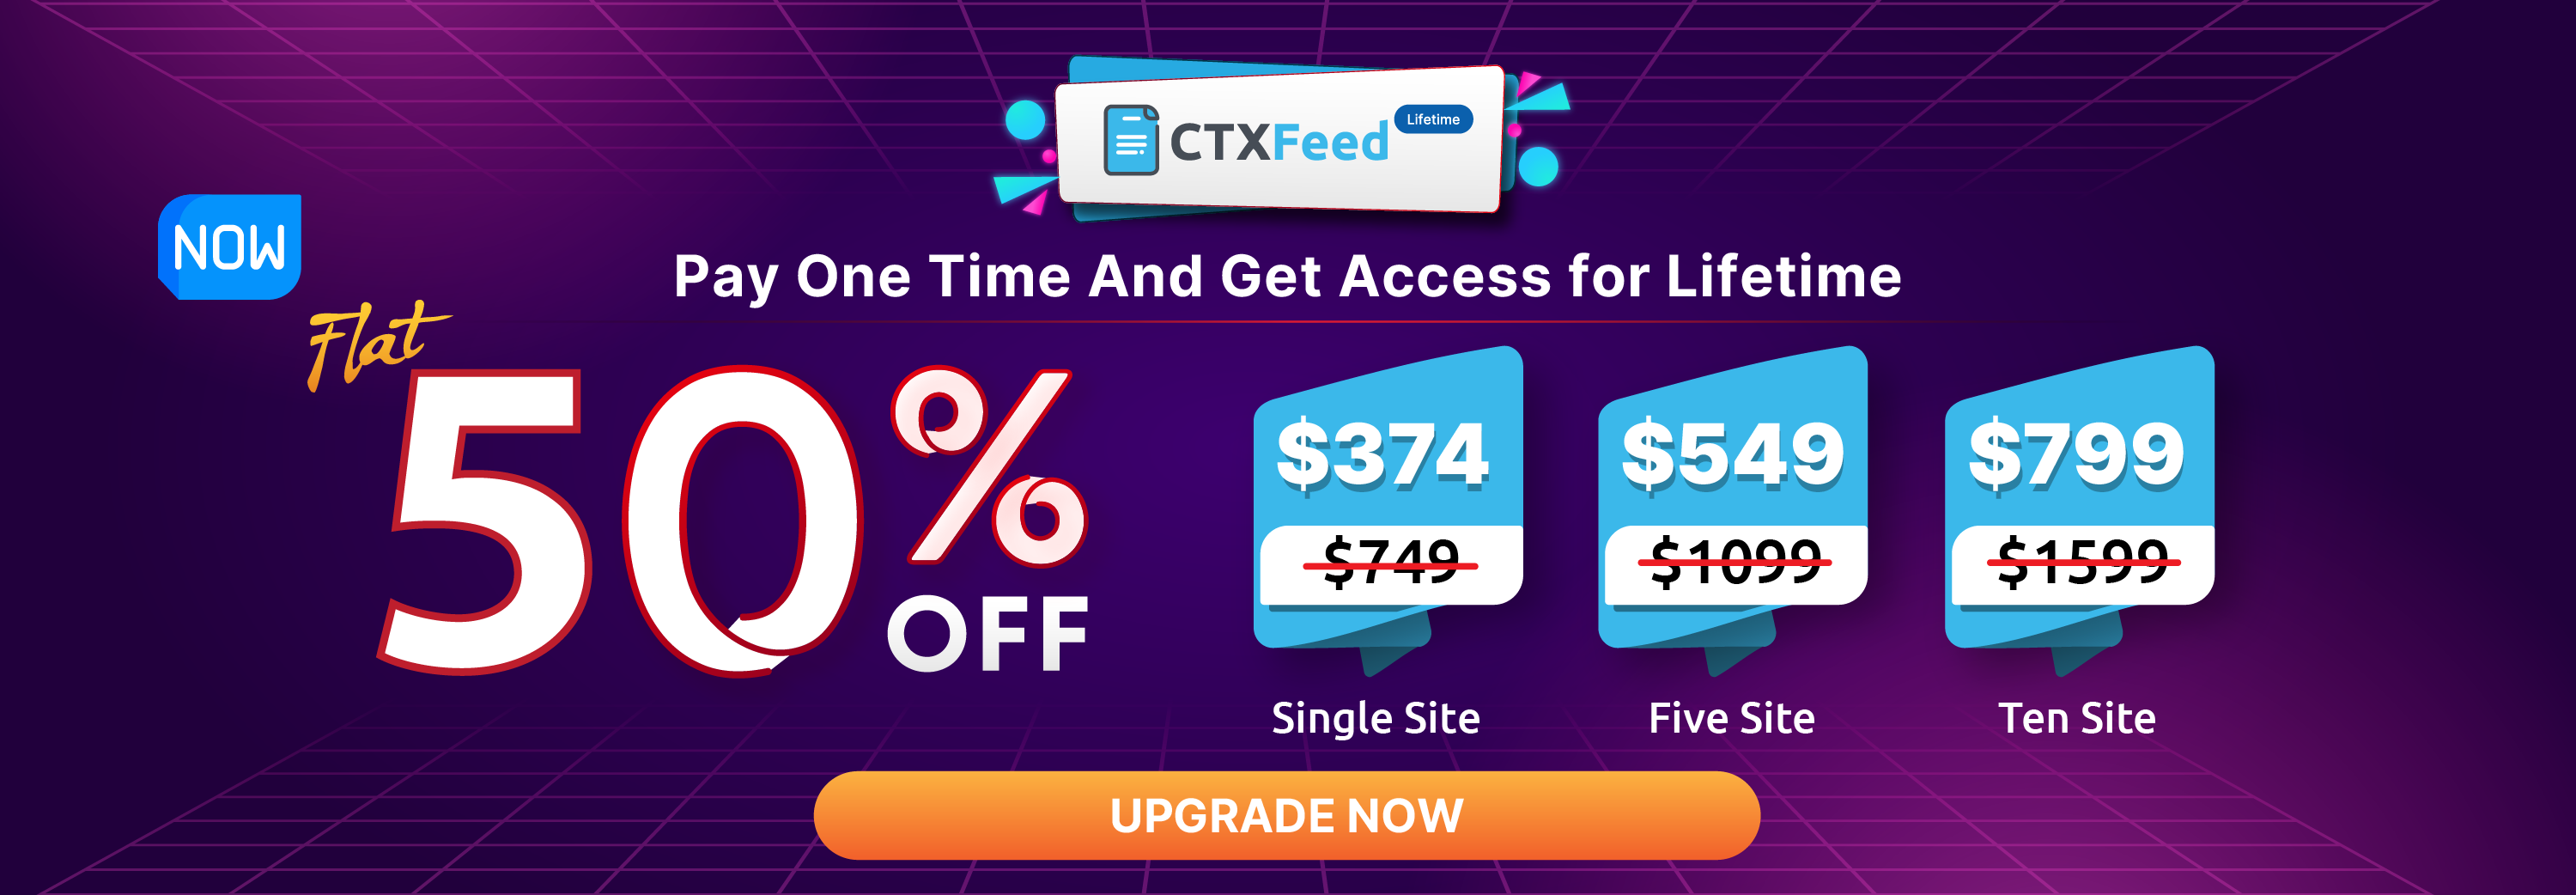 CTXFeed Lifetime
NOW
Pay One Time And Get Access for Lifetime
Flat
50% OFF
$374 $549 $799
$749 $1099 $1599
Single Site Five Site Ten Site
UPGRADE NOW